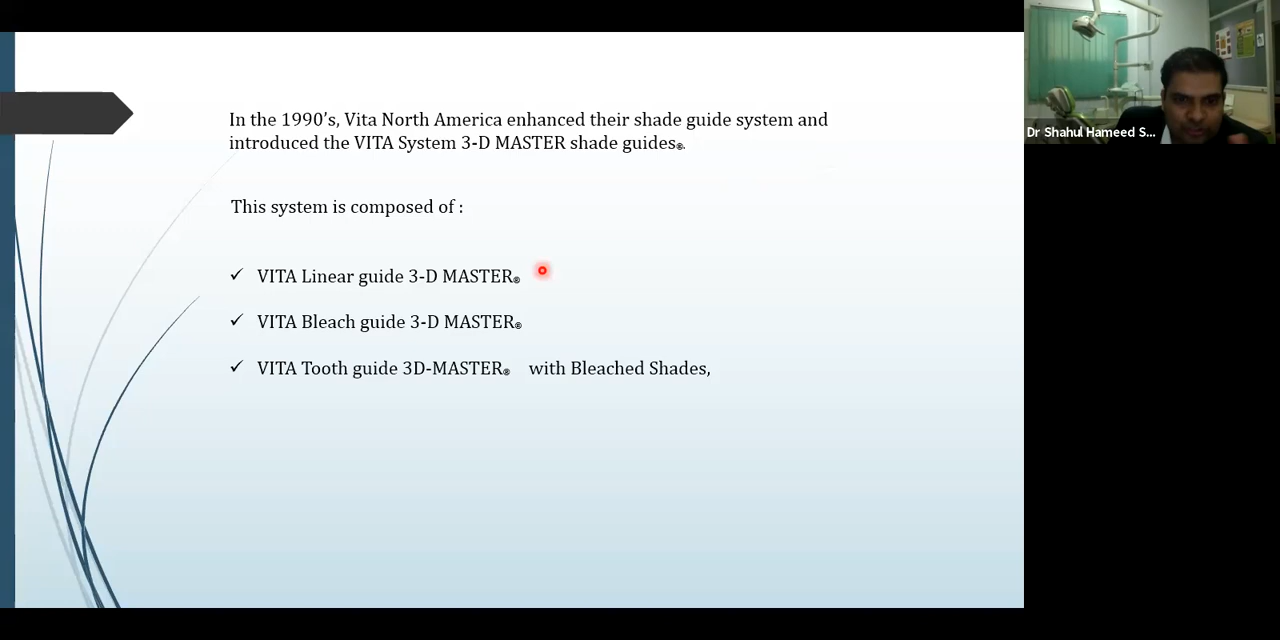 In the 1990’s, Vita North America enhanced their shade guide system and
introduced the VITA System 3-D MASTER shade guides®.
This system is composed of :
✓ VITA Linear guide 3-D MASTER®
✓ VITA Bleach guide 3-D MASTER®
✓ VITA Tooth guide 3D-MASTER® with Bleached Shades,
Dr Shahul Hameed S...